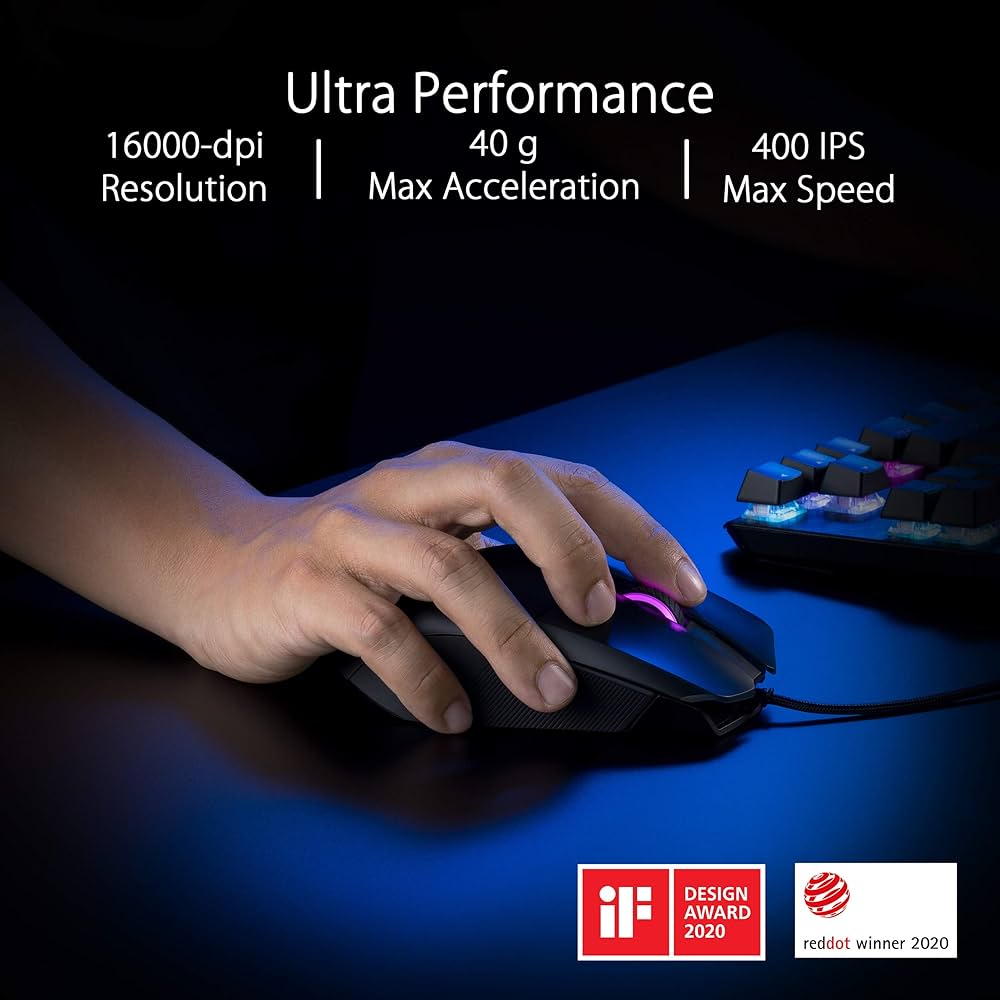 Ultra Performance
16000-dpi
Resolution
40 g
Max Acceleration
400 IPS
Max Speed
iF
DESIGN
AWARD
2020
reddot winner 2020